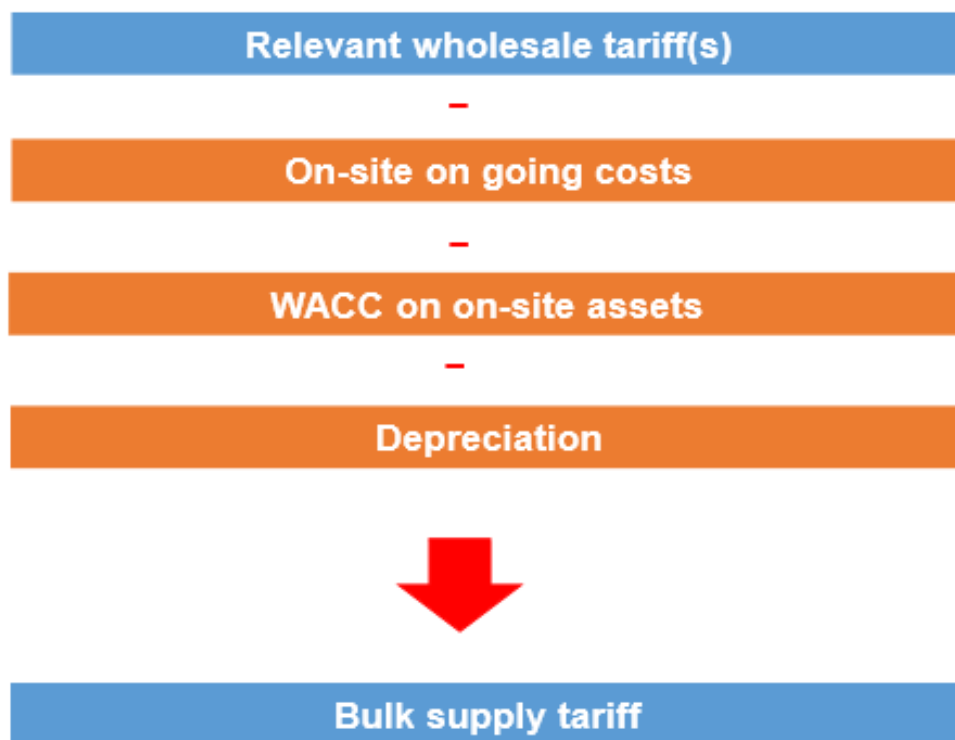 Relevant wholesale tariff(s)
–
On-site on going costs
–
WACC on on-site assets
–
Depreciation
Bulk supply tariff